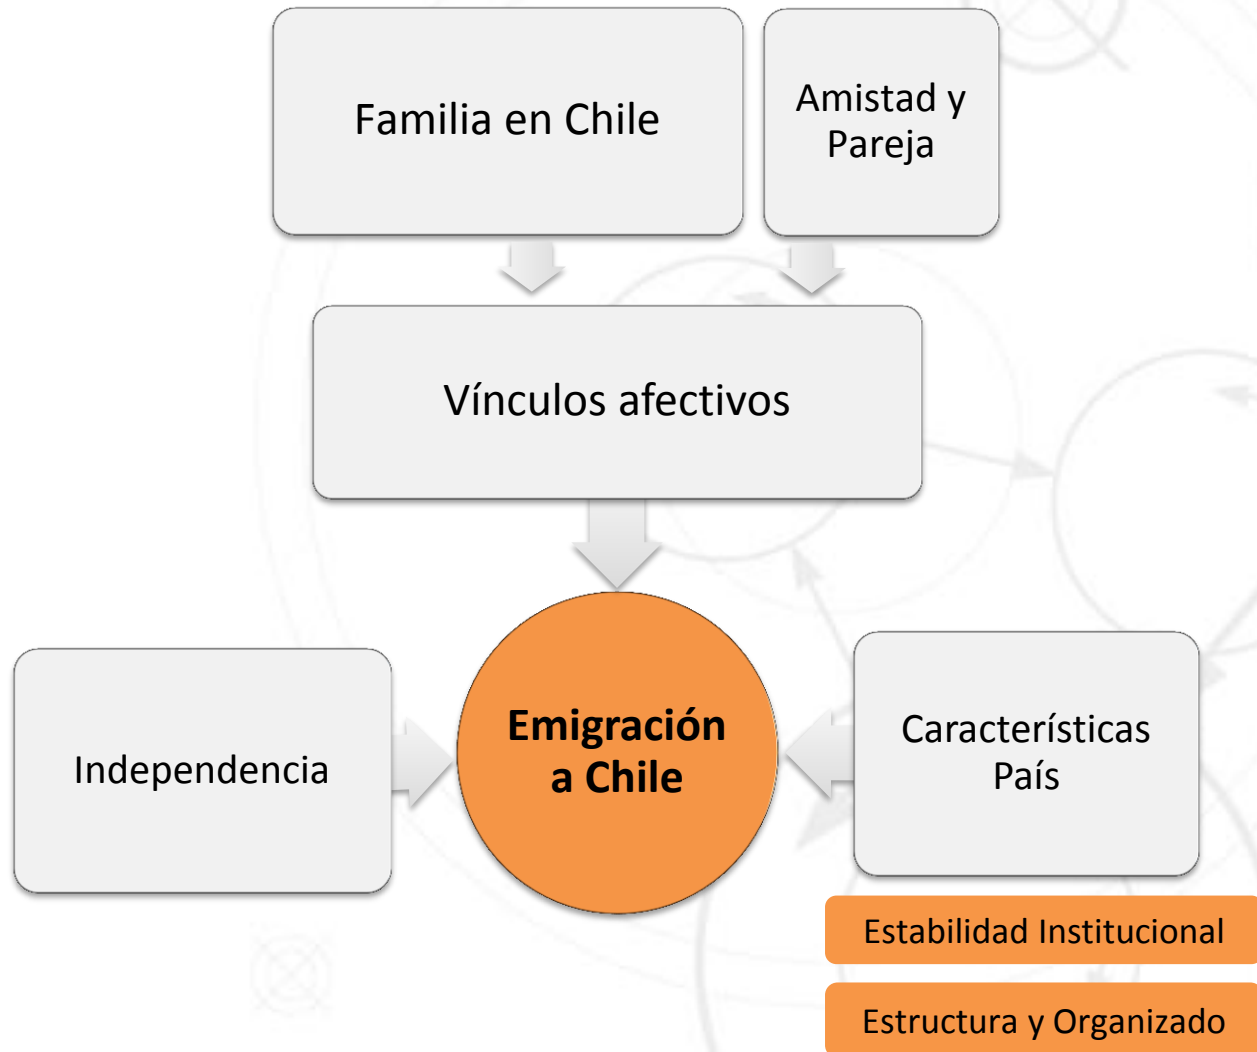 Familia en Chile
Amistad y
Pareja
Vínculos afectivos
Independencia
Emigración
a Chile
Características
País
Estabilidad Institucional
Estructura y Organizado